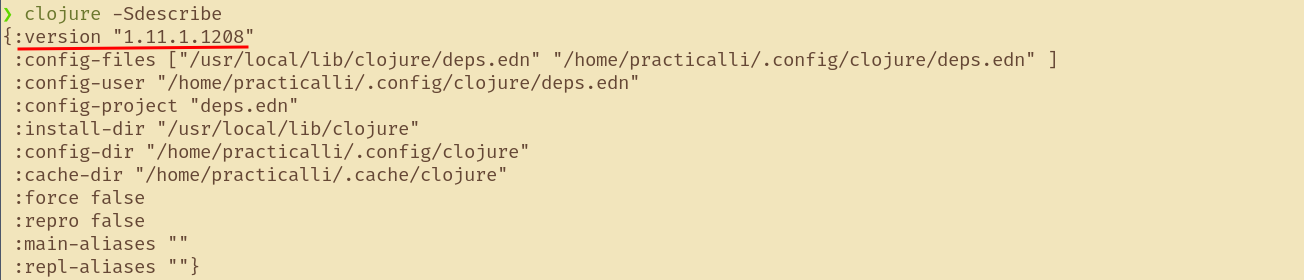 ❯ clojure -Sdescribe
{:version "1.11.1.1208"
 :config-files ["/usr/local/lib/clojure/deps.edn" "/home/practicalli/.config/clojure/deps.edn" ]
 :config-user "/home/practicalli/.config/clojure/deps.edn"
 :config-project "deps.edn"
 :install-dir "/usr/local/lib/clojure"
 :config-dir "/home/practicalli/.config/clojure"
 :cache-dir "/home/practicalli/.cache/clojure"
 :force false
 :repro false
 :main-aliases ""
 :repl-aliases ""}